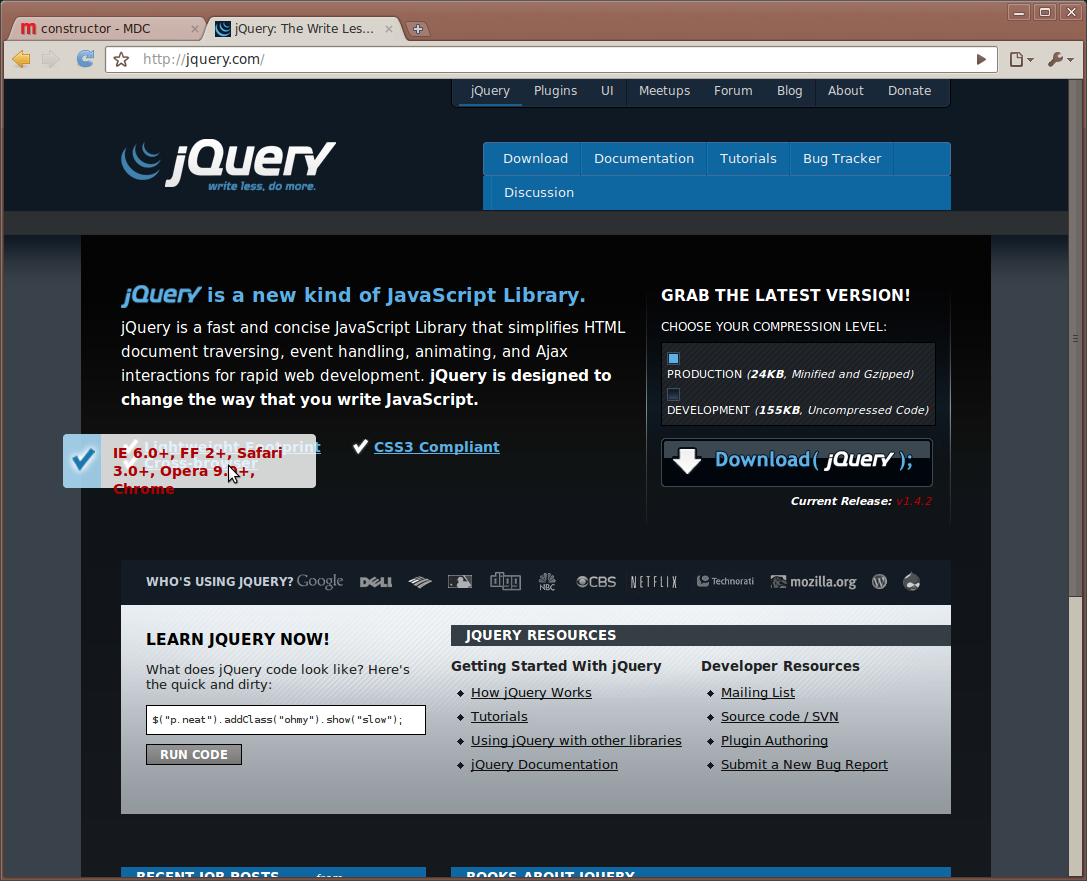 constructor - MDC
jQuery: The Write Les...
http://jquery.com/
jQuery Plugins UI Meetups Forum Blog About Donate
jQuery
write less, do more.
Download Documentation Tutorials Bug Tracker
Discussion
jQuery is a new kind of JavaScript Library.
jQuery is a fast and concise JavaScript Library that simplifies HTML
document traversing, event handling, animating, and Ajax
interactions for rapid web development. jQuery is designed to
change the way that you write JavaScript.
Lightweight Footprint
CSS3 Compliant
Cross-browser
IE 6.0+, FF 2+, Safari
3.0+, Opera 9.0+,
Chrome
GRAB THE LATEST VERSION!
CHOOSE YOUR COMPRESSION LEVEL:
PRODUCTION (24KB, Minified and Gzipped)
DEVELOPMENT (155KB, Uncompressed Code)
Download( jQuery );
Current Release: v1.4.2
WHO'S USING JQUERY? Google DELL digg NBC CBS NETFLIX Technorati mozilla.org
LEARN JQUERY NOW!
What does jQuery code look like? Here's
the quick and dirty:
$("p.neat").addClass("ohmy").show("slow");
RUN CODE
JQUERY RESOURCES
Getting Started With jQuery
How jQuery Works
Tutorials
Using jQuery with other libraries
jQuery Documentation
Developer Resources
Mailing List
Source code / SVN
Plugin Authoring
Submit a New Bug Report
RECENT JOB POSTS from
BOOKS ABOUT JQUERY